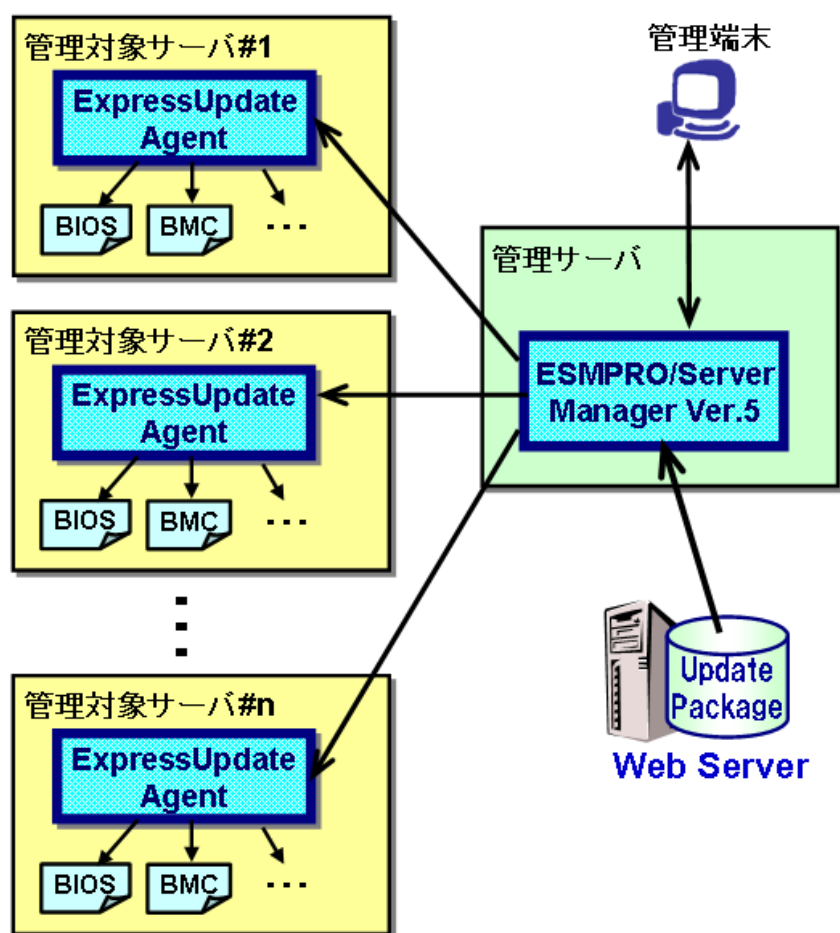 管理対象サーバ#1
ExpressUpdate
Agent
BIOS
BMC
...
管理対象サーバ#2
ExpressUpdate
Agent
BIOS
BMC
...
管理対象サーバ#n
ExpressUpdate
Agent
BIOS
BMC
...
管理端末
管理サーバ
ESMPRO/Server
Manager Ver.5
Update
Package
Web Server